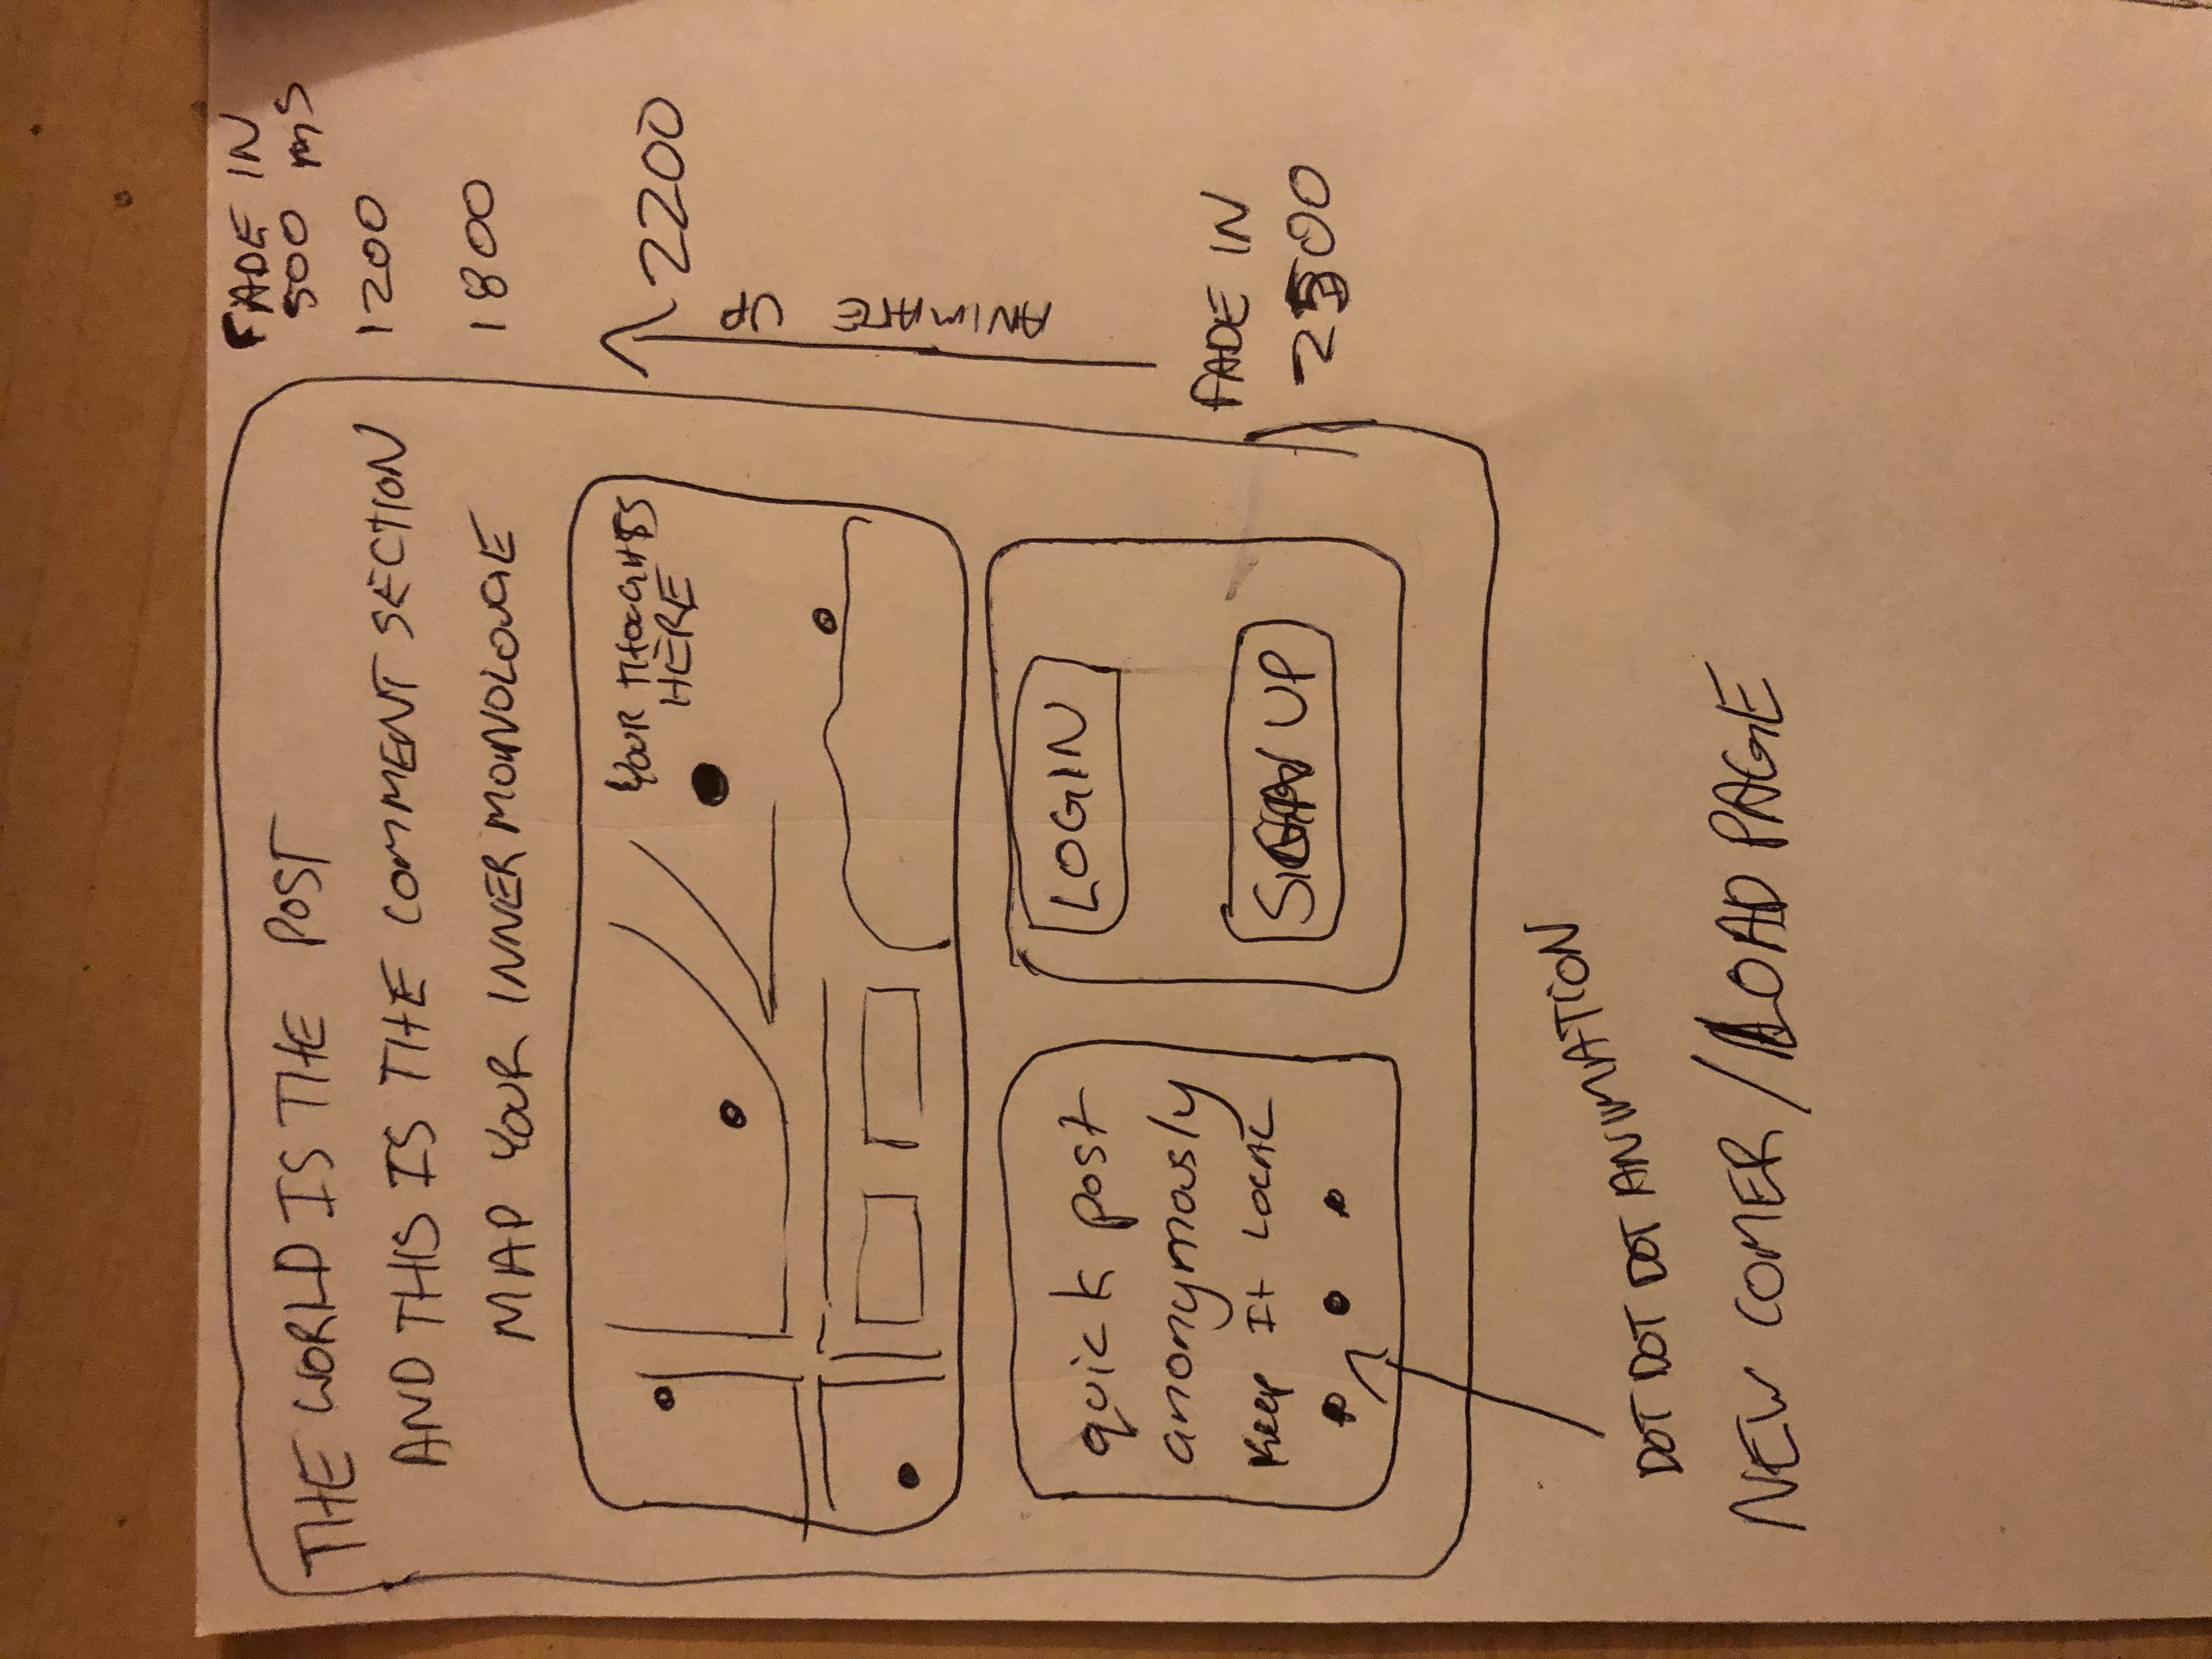 THE WORLD IS THE POST
FADE IN
500 ms
AND THIS IS THE COMMENT SECTION
1200
MAP YOUR INNER MONOLOUGE
1800
YOUR THOUGHTS
HERE
2200
ANIMATE UP
quick post
anonymously
Keep It LOCAL
LOGIN
SIGN UP
FADE IN
2500
DOT DOT DOT ANIMATION
NEW COMER / LOAD PAGE